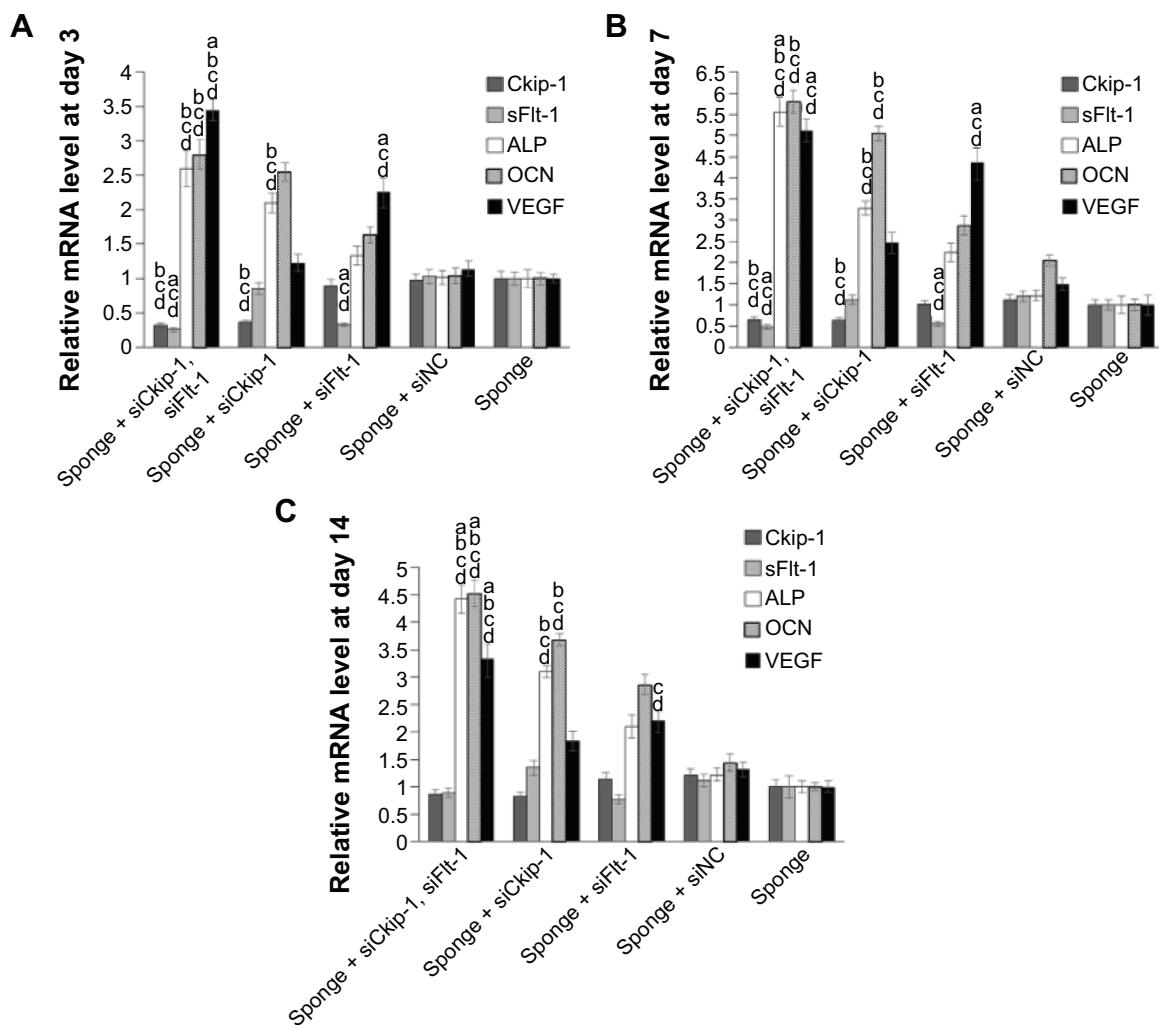 A
Relative mRNA level at day 3
4
3.5
3
2.5
2
1.5
1
0.5
0
b
c
d
a
c
d
b
c
d
b
c
d
a
b
c
d
b
c
d
b
c
d
a
c
d
a
c
d
Ckip-1
sFlt-1
ALP
OCN
VEGF
Sponge + siCkip-1,
siFlt-1
Sponge + siCkip-1
Sponge + siFlt-1
Sponge + siNC
Sponge
B
Relative mRNA level at day 7
6.5
6
5.5
5
4.5
4
3.5
3
2.5
2
1.5
1
0.5
0
b
c
d
a
c
d
a
b
c
d
b
c
d
a
c
d
b
c
d
b
c
d
b
c
d
a
c
d
a
c
d
Ckip-1
sFlt-1
ALP
OCN
VEGF
Sponge + siCkip-1,
siFlt-1
Sponge + siCkip-1
Sponge + siFlt-1
Sponge + siNC
Sponge
C
Relative mRNA level at day 14
5
4.5
4
3.5
3
2.5
2
1.5
1
0.5
0
a
b
c
d
a
b
c
d
a
b
c
d
b
c
d
b
c
d
c
d
Ckip-1
sFlt-1
ALP
OCN
VEGF
Sponge + siCkip-1, siFlt-1
Sponge + siCkip-1
Sponge + siFlt-1
Sponge + siNC
Sponge